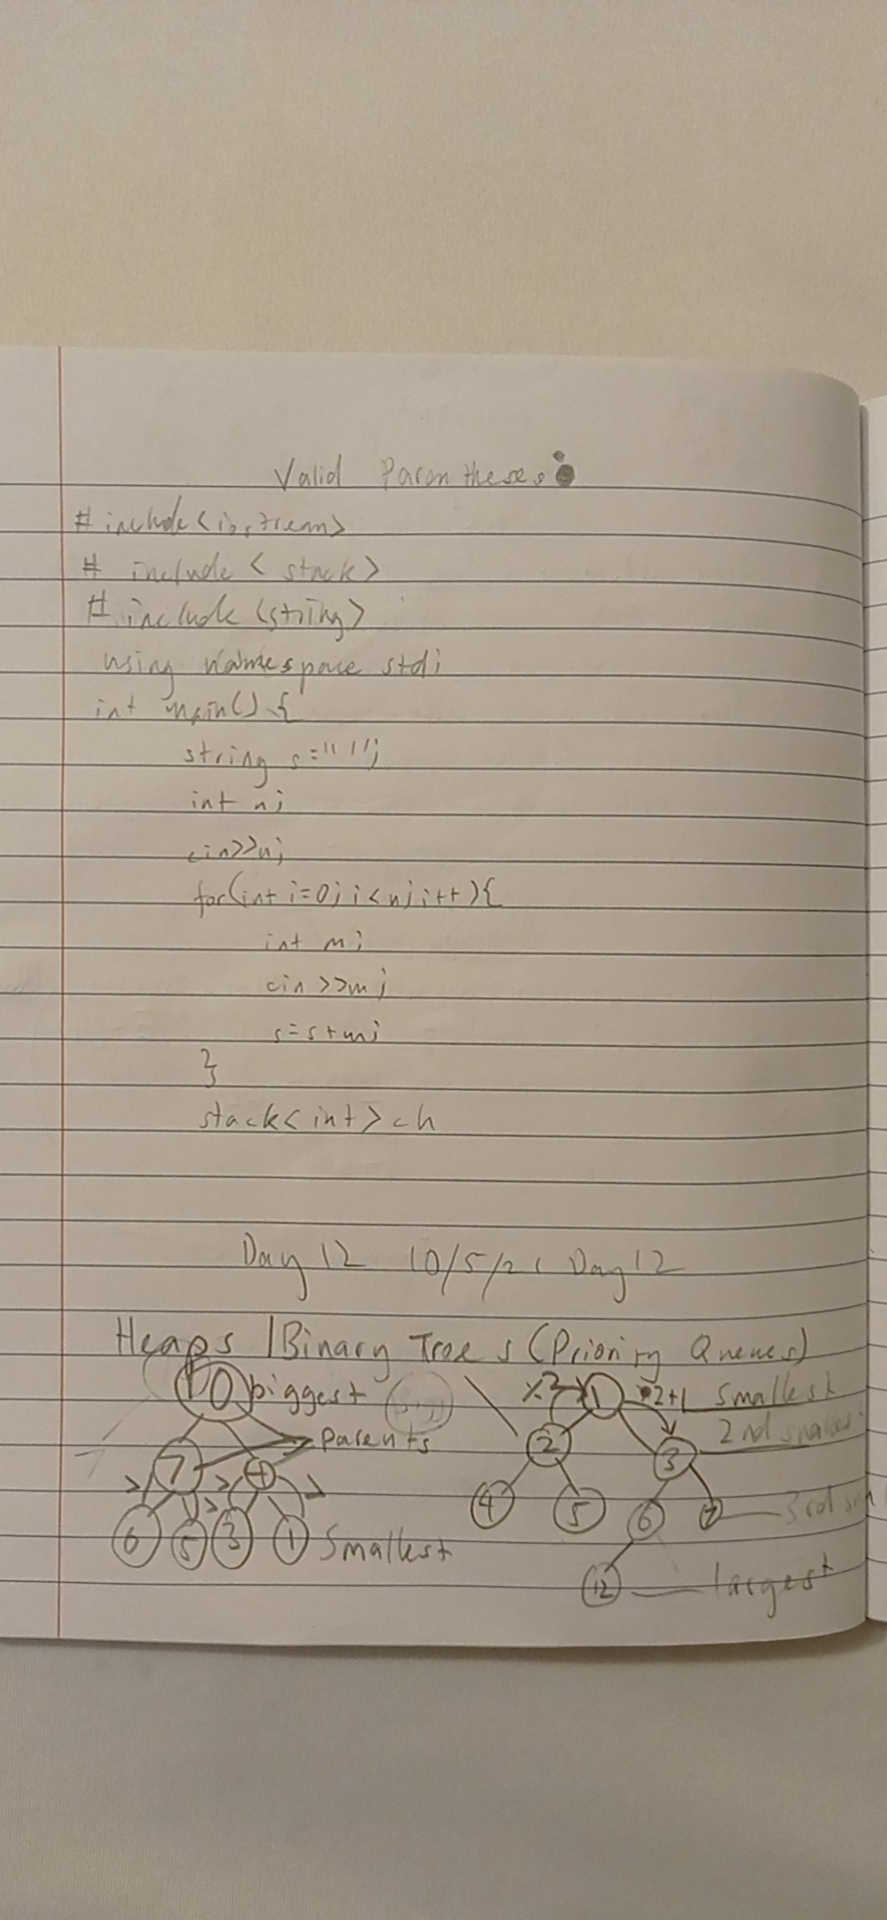 Valid Parentheses:
#include<iostream>
# include < stack>
#include <string>
using namespace std;
int main() {
string s="";
int n;
cin>>n;
for(int i=0; i<n; i++){
int m;
cin >>m;
s=s+m;
}
stack< int> ch
Day 12 10/5/21 Day 12
Heaps | Binary Trees (Priority Queues)
10 biggest
7 4 Parents
> > > >
6 5 3 1 Smallest
1 2+1 smallest
2 3 2nd smallest
4 5 6 7 3rd
12 largest